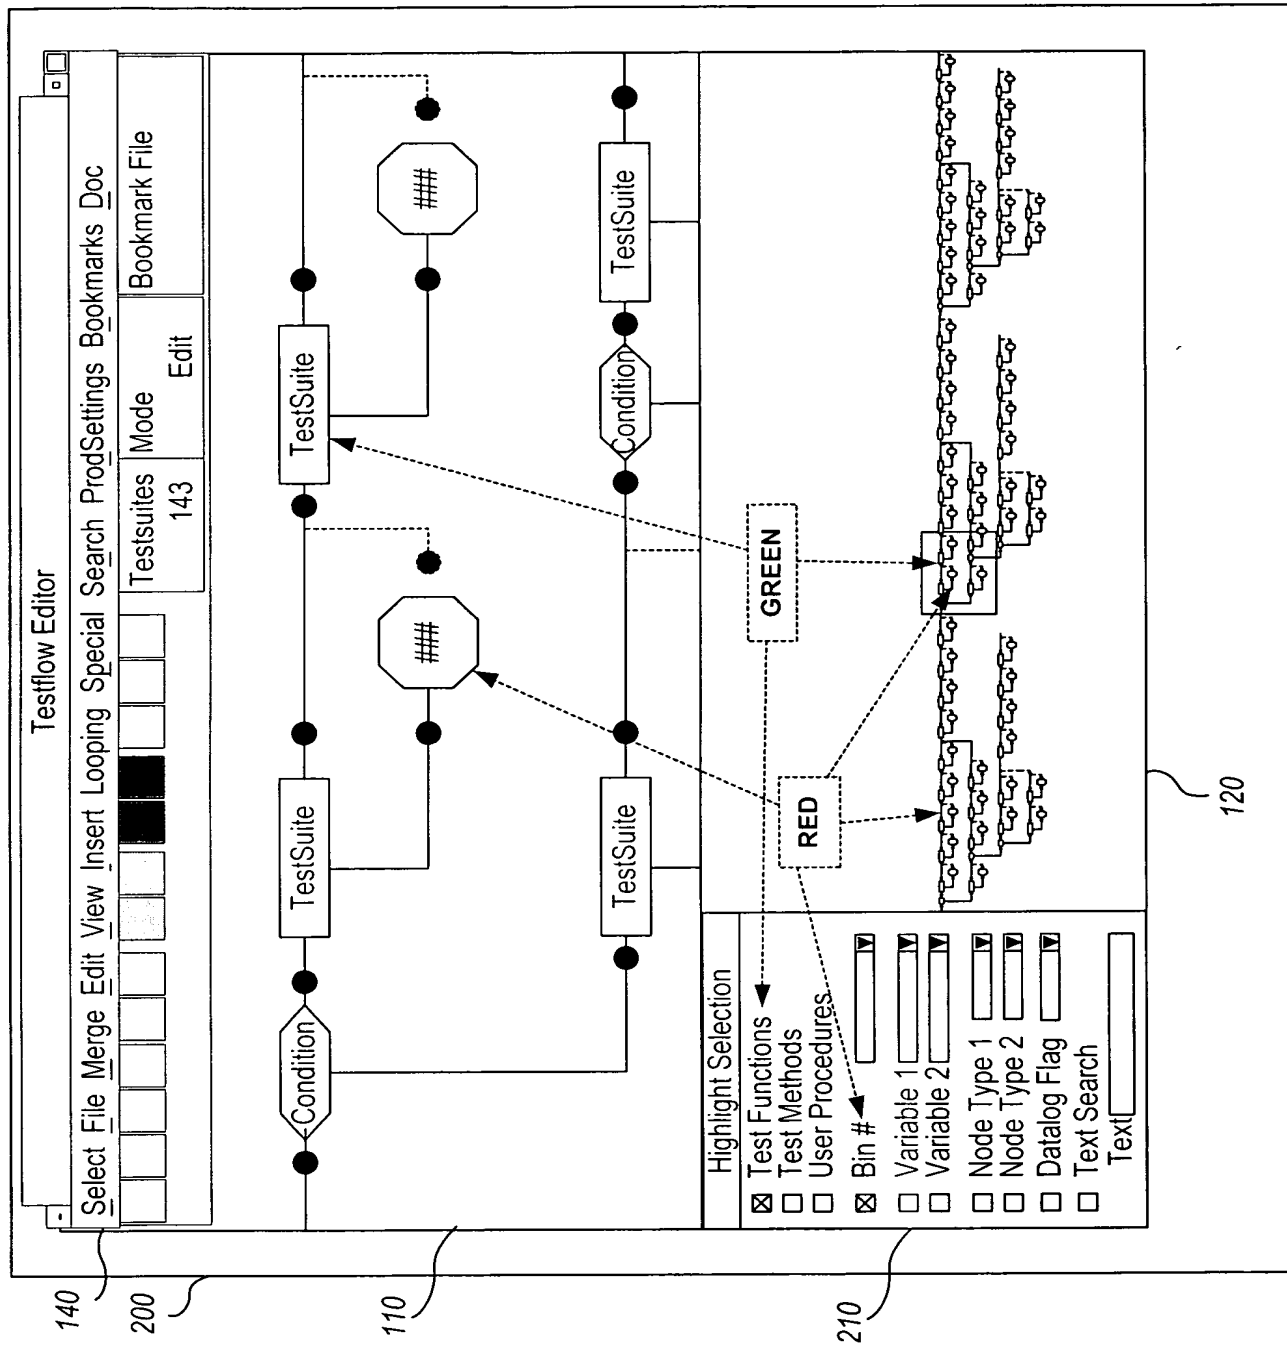 Testflow Editor
Select File Merge Edit View Insert Looping Special Search ProdSettings Bookmarks Doc
Testsuites
143
Mode
Edit
Bookmark File
Condition
TestSuite
###
TestSuite
###
TestSuite
Condition
TestSuite
Highlight Selection
Test Functions
Test Methods
User Procedures
Bin #
Variable 1
Variable 2
Node Type 1
Node Type 2
Datalog Flag
Text Search
Text
RED
GREEN
140
200
110
210
120